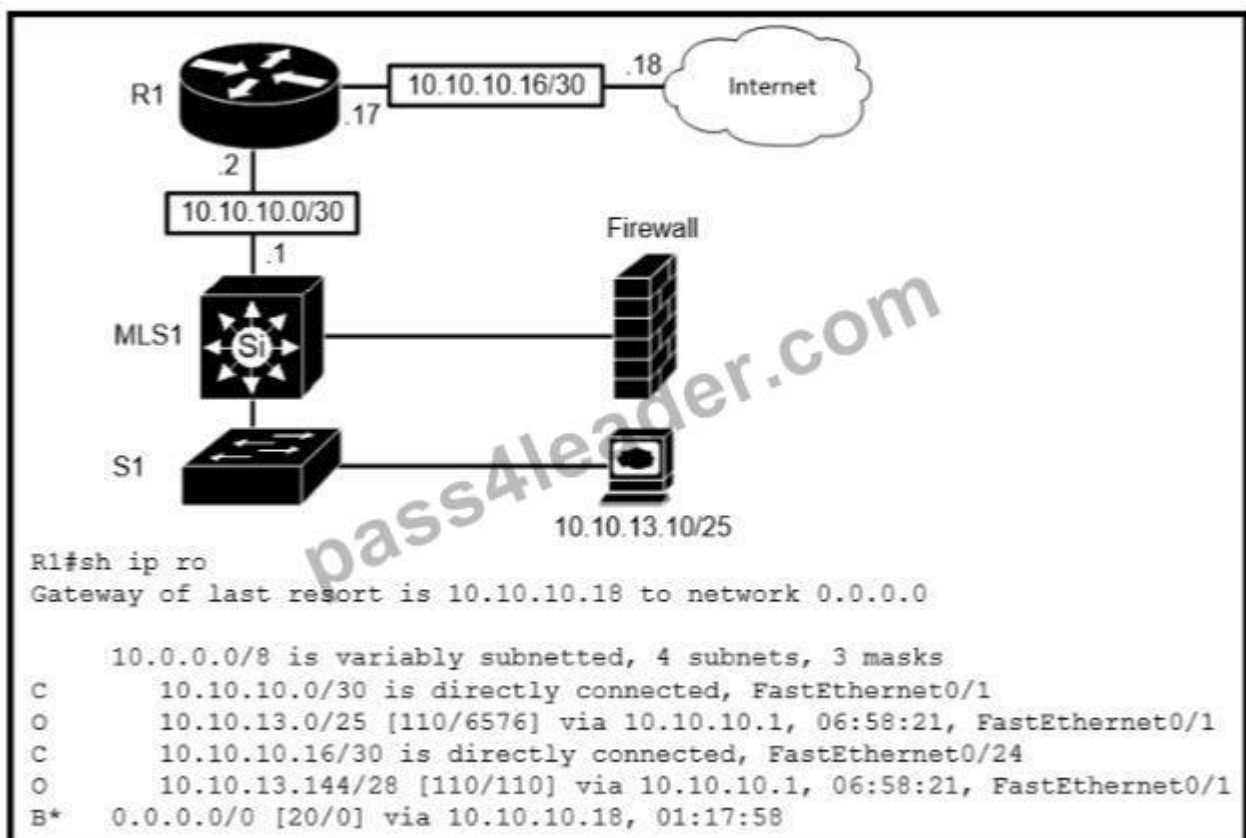 R1
10.10.10.16/30
.18
Internet
.17
.2
10.10.10.0/30
.1
Firewall
MLS1
Si
S1
10.10.13.10/25
pass4leader.com
R1#sh ip ro
Gateway of last resort is 10.10.10.18 to network 0.0.0.0
10.0.0.0/8 is variably subnetted, 4 subnets, 3 masks
C 10.10.10.0/30 is directly connected, FastEthernet0/1
O 10.10.13.0/25 [110/6576] via 10.10.10.1, 06:58:21, FastEthernet0/1
C 10.10.10.16/30 is directly connected, FastEthernet0/24
O 10.10.13.144/28 [110/110] via 10.10.10.1, 06:58:21, FastEthernet0/1
B* 0.0.0.0/0 [20/0] via 10.10.10.18, 01:17:58